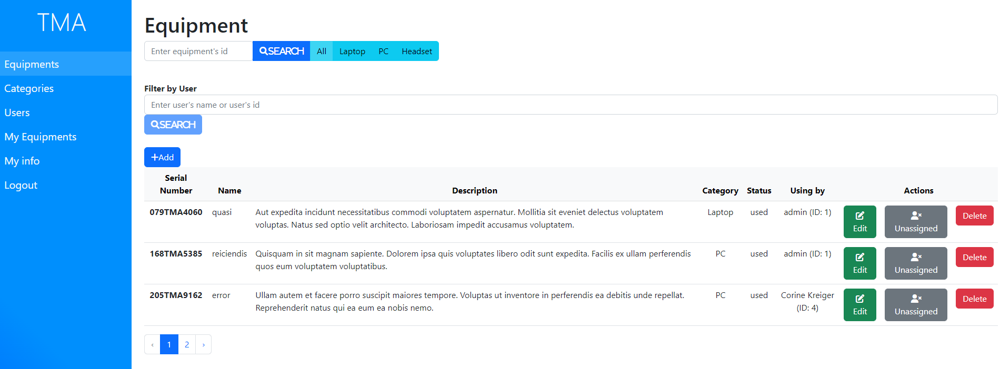 TMA
Equipments
Categories
Users
My Equipments
My info
Logout
Equipment
Enter equipment's id SEARCH All Laptop PC Headset
Filter by User
Enter user's name or user's id
SEARCH
+Add
Serial
Number Name Description Category Status Using by Actions
079TMA4060 quasi Aut expedita incidunt necessitatibus commodi voluptatem aspernatur. Mollitia sit eveniet delectus voluptatem Laptop used admin (ID: 1) Delete
voluptas. Natus sed optio velit architecto. Laboriosam impedit accusamus voluptatem. Edit Unassigned
168TMA5385 reiciendis Quisquam in sit magnam sapiente. Dolorem ipsa quis voluptates libero odit sunt expedita. Facilis ex ullam perferendis PC used admin (ID: 1) Delete
quos eum voluptatem voluptatibus. Edit Unassigned
205TMA9162 error Ullam autem et facere porro suscipit maiores tempore. Voluptas ut inventore in perferendis ea debitis unde repellat. PC used Corine Kreiger Delete
Reprehenderit natus qui ea eum ea nobis nemo. (ID: 4) Edit Unassigned
‹ 1 2 ›